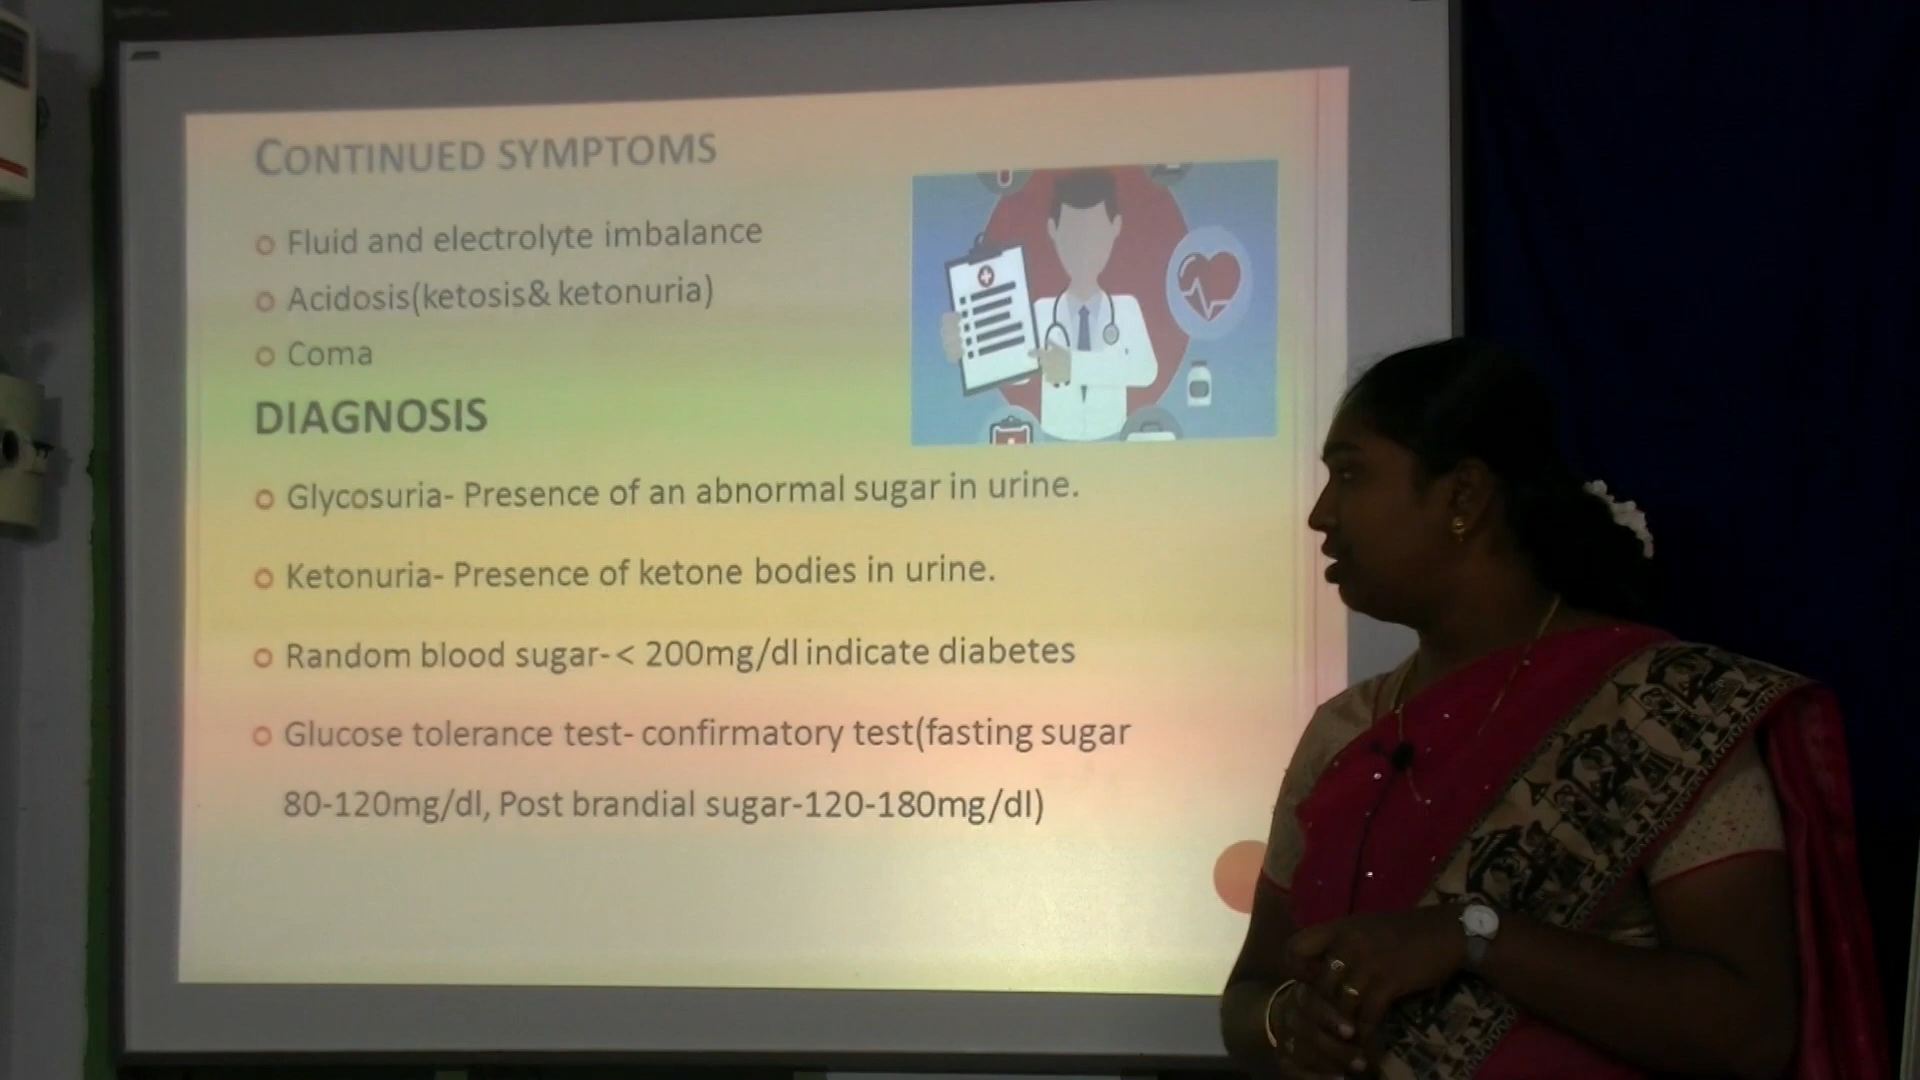 CONTINUED SYMPTOMS
Fluid and electrolyte imbalance
Acidosis(ketosis& ketonuria)
Coma
DIAGNOSIS
Glycosuria- Presence of an abnormal sugar in urine.
Ketonuria- Presence of ketone bodies in urine.
Random blood sugar-< 200mg/dl indicate diabetes
Glucose tolerance test- confirmatory test(fasting sugar
80-120mg/dl, Post brandial sugar-120-180mg/dl)